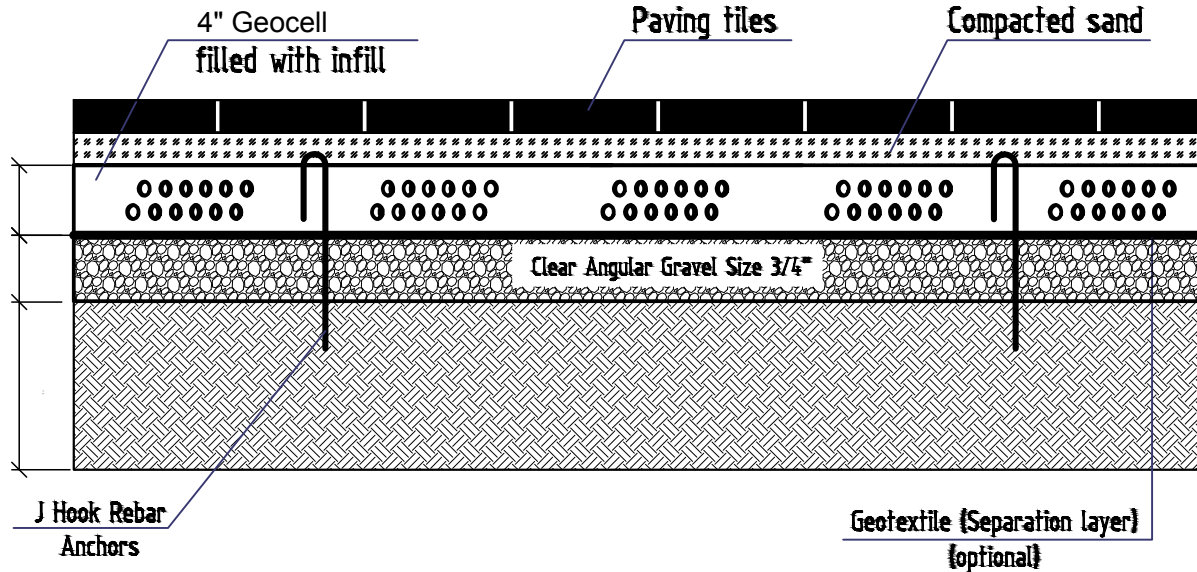 4" Geocell
filled with infill
Paving tiles
Compacted sand
Clear Angular Gravel Size 3/4"
J Hook Rebar
Anchors
Geotextile (Separation layer)
(optional)